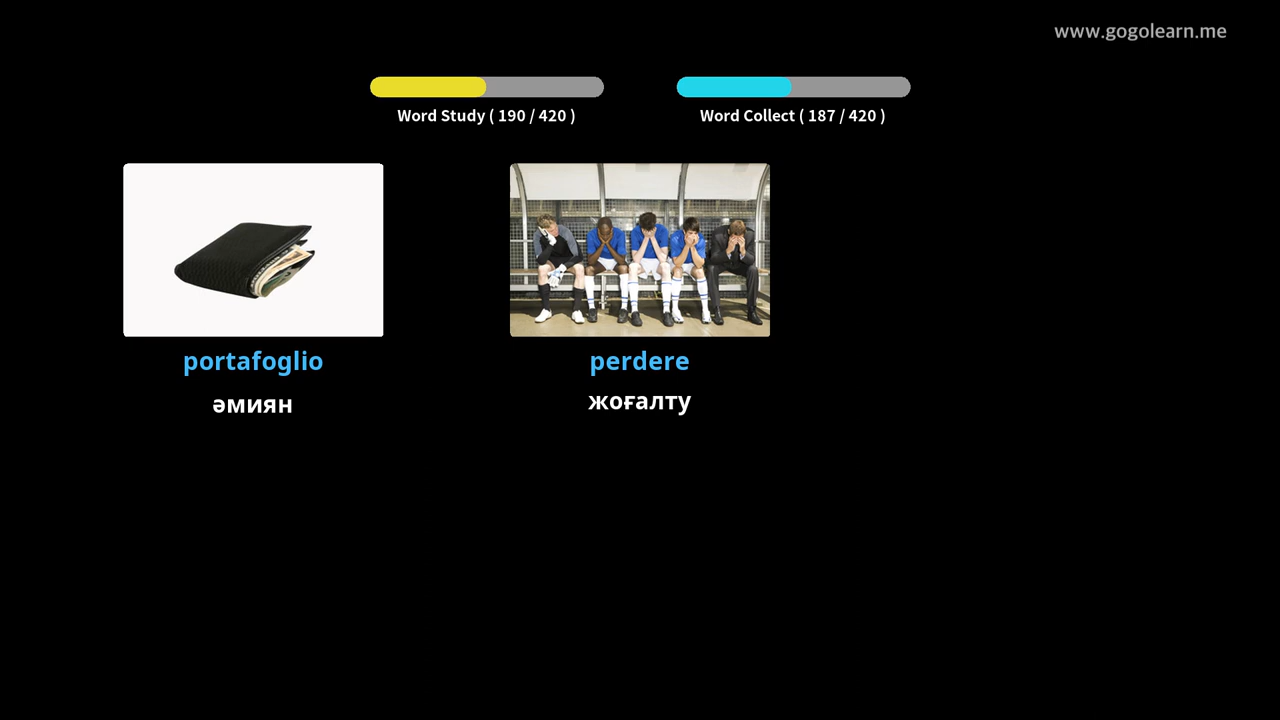 www.gogolearn.me
Word Study ( 190 / 420 )
Word Collect ( 187 / 420 )
portafoglio
әмиян
perdere
жоғалту